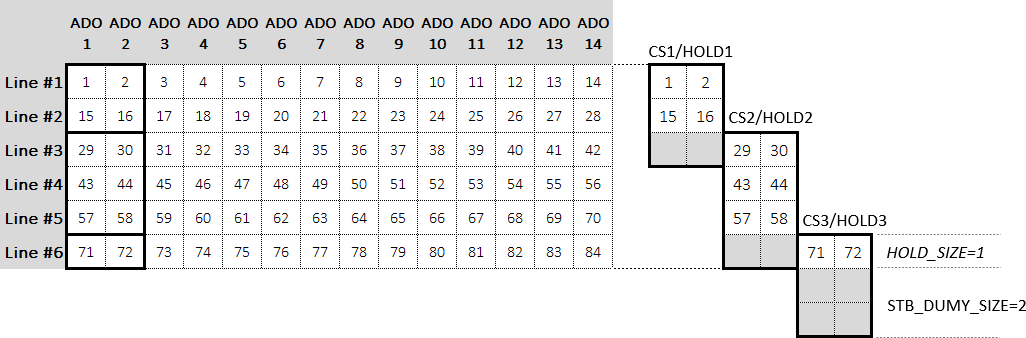 ADO ADO ADO ADO ADO ADO ADO ADO ADO ADO ADO ADO ADO ADO
1 2 3 4 5 6 7 8 9 10 11 12 13 14
CS1/HOLD1
Line #1 1 2 3 4 5 6 7 8 9 10 11 12 13 14 1 2
Line #2 15 16 17 18 19 20 21 22 23 24 25 26 27 28 15 16 CS2/HOLD2
Line #3 29 30 31 32 33 34 35 36 37 38 39 40 41 42 29 30
Line #4 43 44 45 46 47 48 49 50 51 52 53 54 55 56 43 44
Line #5 57 58 59 60 61 62 63 64 65 66 67 68 69 70 57 58 CS3/HOLD3
Line #6 71 72 73 74 75 76 77 78 79 80 81 82 83 84 71 72 HOLD_SIZE=1
STB_DUMY_SIZE=2